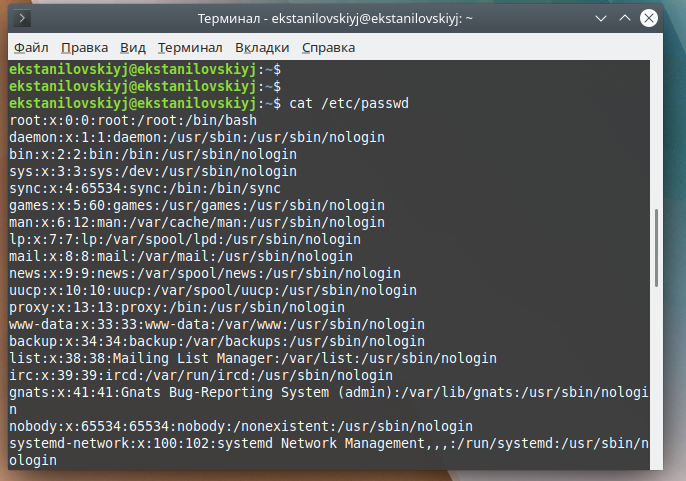 Терминал - ekstanilovskiyj@ekstanilovskiyj: ~
Файл Правка Вид Терминал Вкладки Справка
ekstanilovskiyj@ekstanilovskiyj:~$
ekstanilovskiyj@ekstanilovskiyj:~$
ekstanilovskiyj@ekstanilovskiyj:~$ cat /etc/passwd
root:x:0:0:root:/root:/bin/bash
daemon:x:1:1:daemon:/usr/sbin:/usr/sbin/nologin
bin:x:2:2:bin:/bin:/usr/sbin/nologin
sys:x:3:3:sys:/dev:/usr/sbin/nologin
sync:x:4:65534:sync:/bin:/bin/sync
games:x:5:60:games:/usr/games:/usr/sbin/nologin
man:x:6:12:man:/var/cache/man:/usr/sbin/nologin
lp:x:7:7:lp:/var/spool/lpd:/usr/sbin/nologin
mail:x:8:8:mail:/var/mail:/usr/sbin/nologin
news:x:9:9:news:/var/spool/news:/usr/sbin/nologin
uucp:x:10:10:uucp:/var/spool/uucp:/usr/sbin/nologin
proxy:x:13:13:proxy:/bin:/usr/sbin/nologin
www-data:x:33:33:www-data:/var/www:/usr/sbin/nologin
backup:x:34:34:backup:/var/backups:/usr/sbin/nologin
list:x:38:38:Mailing List Manager:/var/list:/usr/sbin/nologin
irc:x:39:39:ircd:/var/run/ircd:/usr/sbin/nologin
gnats:x:41:41:Gnats Bug-Reporting System (admin):/var/lib/gnats:/usr/sbin/nologi
n
nobody:x:65534:65534:nobody:/nonexistent:/usr/sbin/nologin
systemd-network:x:100:102:systemd Network Management,,,:/run/systemd:/usr/sbin/n
ologin